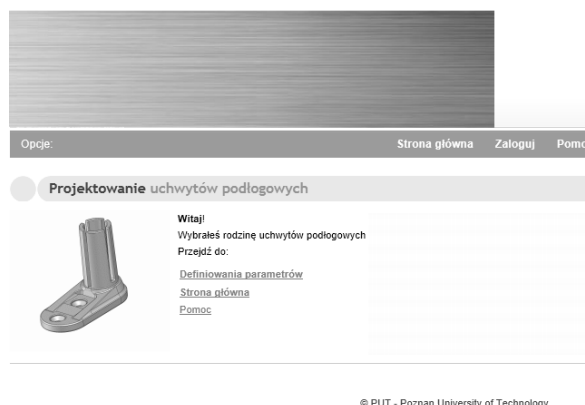 Opcje:
Strona główna Zaloguj
Projektowanie uchwytów podłogowych
Witaj!
Wybrałeś rodzinę uchwytów podłogowych
Przejdź do:
Definiowania parametrów
Strona główna
Pomoc
© PUT - Poznan University of Technology